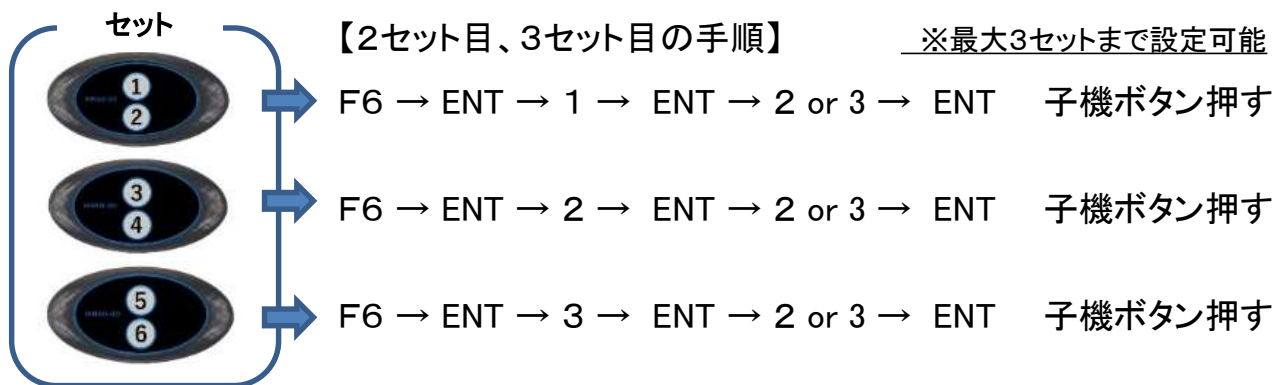 セット
【2セット目、3セット目の手順】 ※最大3セットまで設定可能
1
2
F6 → ENT → 1 → ENT → 2 or 3 → ENT 子機ボタン押す
3
4
F6 → ENT → 2 → ENT → 2 or 3 → ENT 子機ボタン押す
5
6
F6 → ENT → 3 → ENT → 2 or 3 → ENT 子機ボタン押す